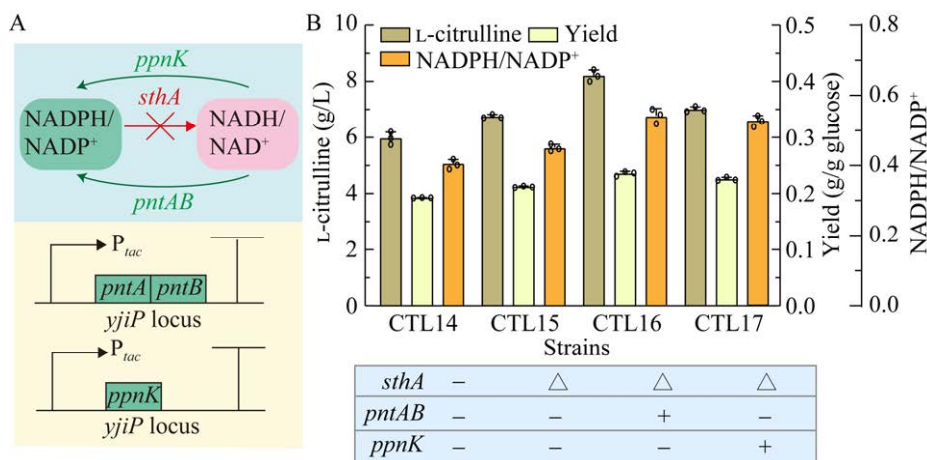 A
ppnK
sthA
NADPH/
NADP⁺
NADH/
NAD⁺
pntAB
Ptac
pntA pntB
yjiP locus
Ptac
ppnK
yjiP locus
B
L-citrulline Yield
NADPH/NADP⁺
L-citrulline (g/L)
10
8
6
4
2
0
0.5
0.4
0.3
0.2
0.1
0.0
Yield (g/g glucose)
0.8
0.6
0.4
0.2
0.0
NADPH/NADP⁺
CTL14 CTL15 CTL16 CTL17
Strains
sthA – △ △ △
pntAB – – + –
ppnK – – – +